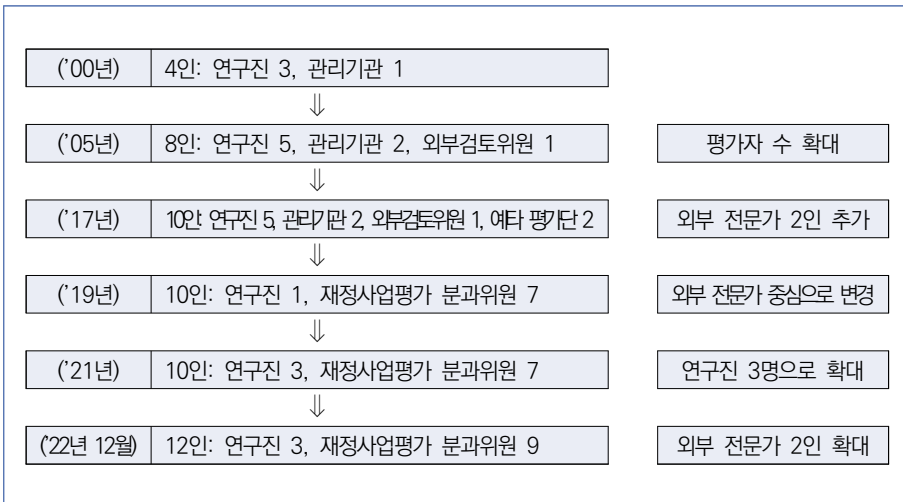 ('00년) 4인: 연구진 3, 관리기관 1
⇓
('05년) 8인: 연구진 5, 관리기관 2, 외부검토위원 1 평가자 수 확대
⇓
('17년) 10인: 연구진 5, 관리기관 2, 외부검토위원 1, 예타 평가단 2 외부 전문가 2인 추가
⇓
('19년) 10인: 연구진 1, 재정사업평가 분과위원 7 외부 전문가 중심으로 변경
⇓
('21년) 10인: 연구진 3, 재정사업평가 분과위원 7 연구진 3명으로 확대
⇓
('22년 12월) 12인: 연구진 3, 재정사업평가 분과위원 9 외부 전문가 2인 확대